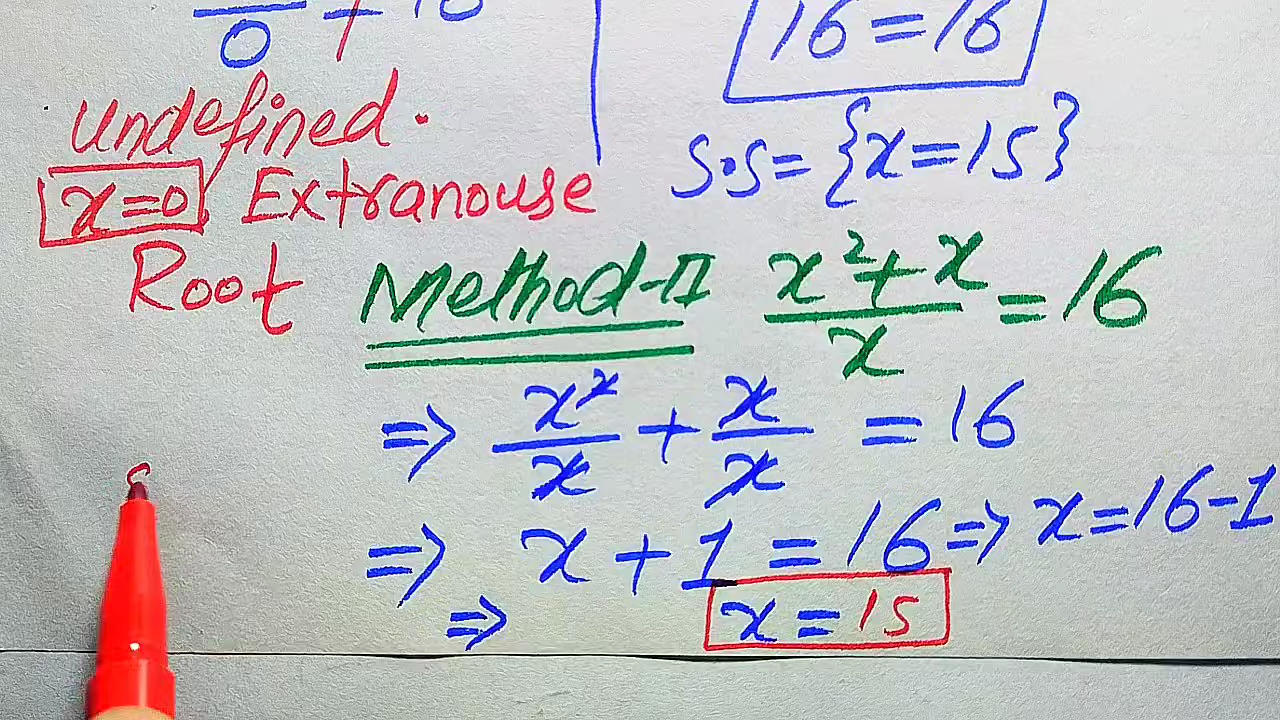 0 ≠ 16
16=16
undefined.
x=0, Extranouse
Root
S.S={x=15}
Method-II x²+x/x = 16
⇒ x²/x + x/x = 16
⇒ x+1=16 ⇒ x=16-1
⇒ x=15